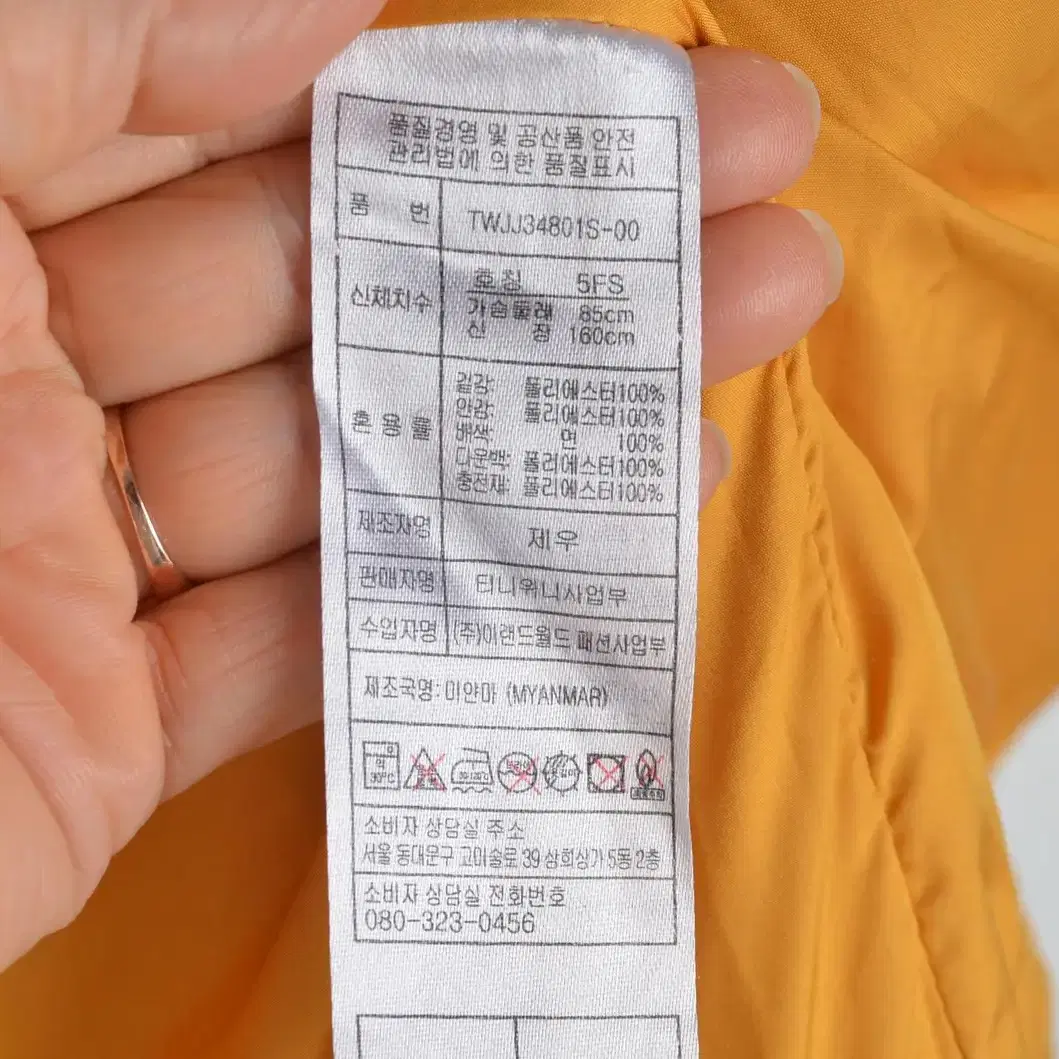 품질경영 및 공산품 안전
관리법에 의한 품질표시
품 번 TWJJ34801S-00
신체치수 호칭 5FS
가슴둘레 85cm
신 장 160cm
혼용율 겉감: 폴리에스터100%
안감: 폴리에스터100%
배색: 면 100%
다운백: 폴리에스터100%
충전재: 폴리에스터100%
제조자명 제우
판매자명 티니위니사업부
수입자명 (주)이랜드월드 패션사업부
제조국명: 미얀마 (MYANMAR)
약 30℃
소비자 상담실 주소
서울 동대문구 고미술로 39 삼희상가 5동 2층
소비자 상담실 전화번호
080-323-0456